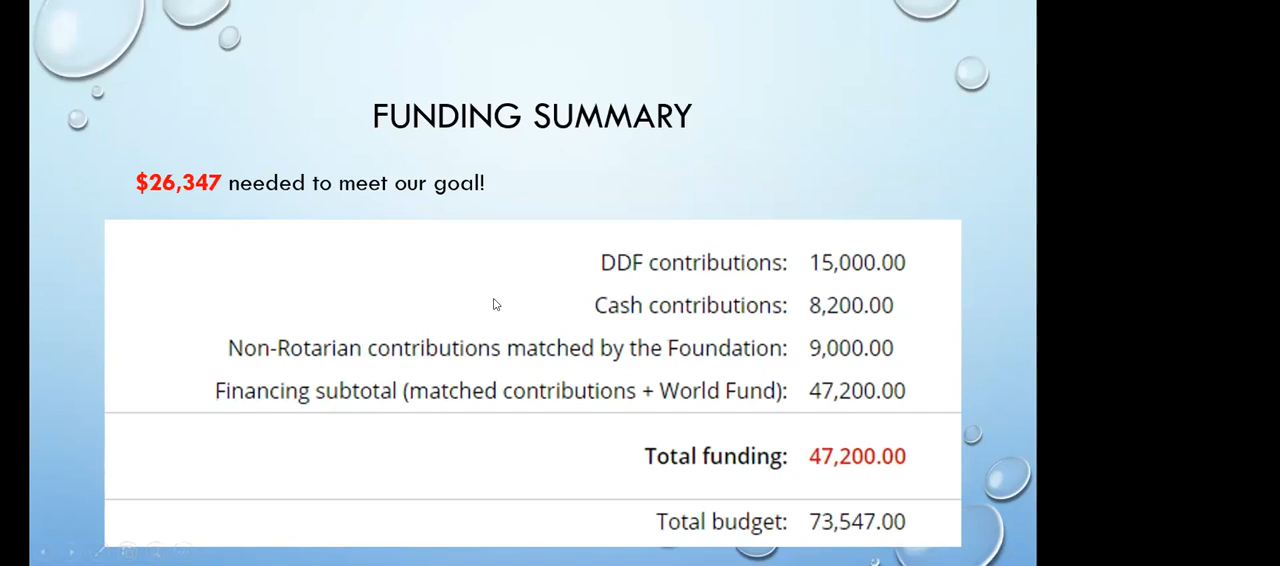 FUNDING SUMMARY
$26,347 needed to meet our goal!
DDF contributions: 15,000.00
Cash contributions: 8,200.00
Non-Rotarian contributions matched by the Foundation: 9,000.00
Financing subtotal (matched contributions + World Fund): 47,200.00
Total funding: 47,200.00
Total budget: 73,547.00